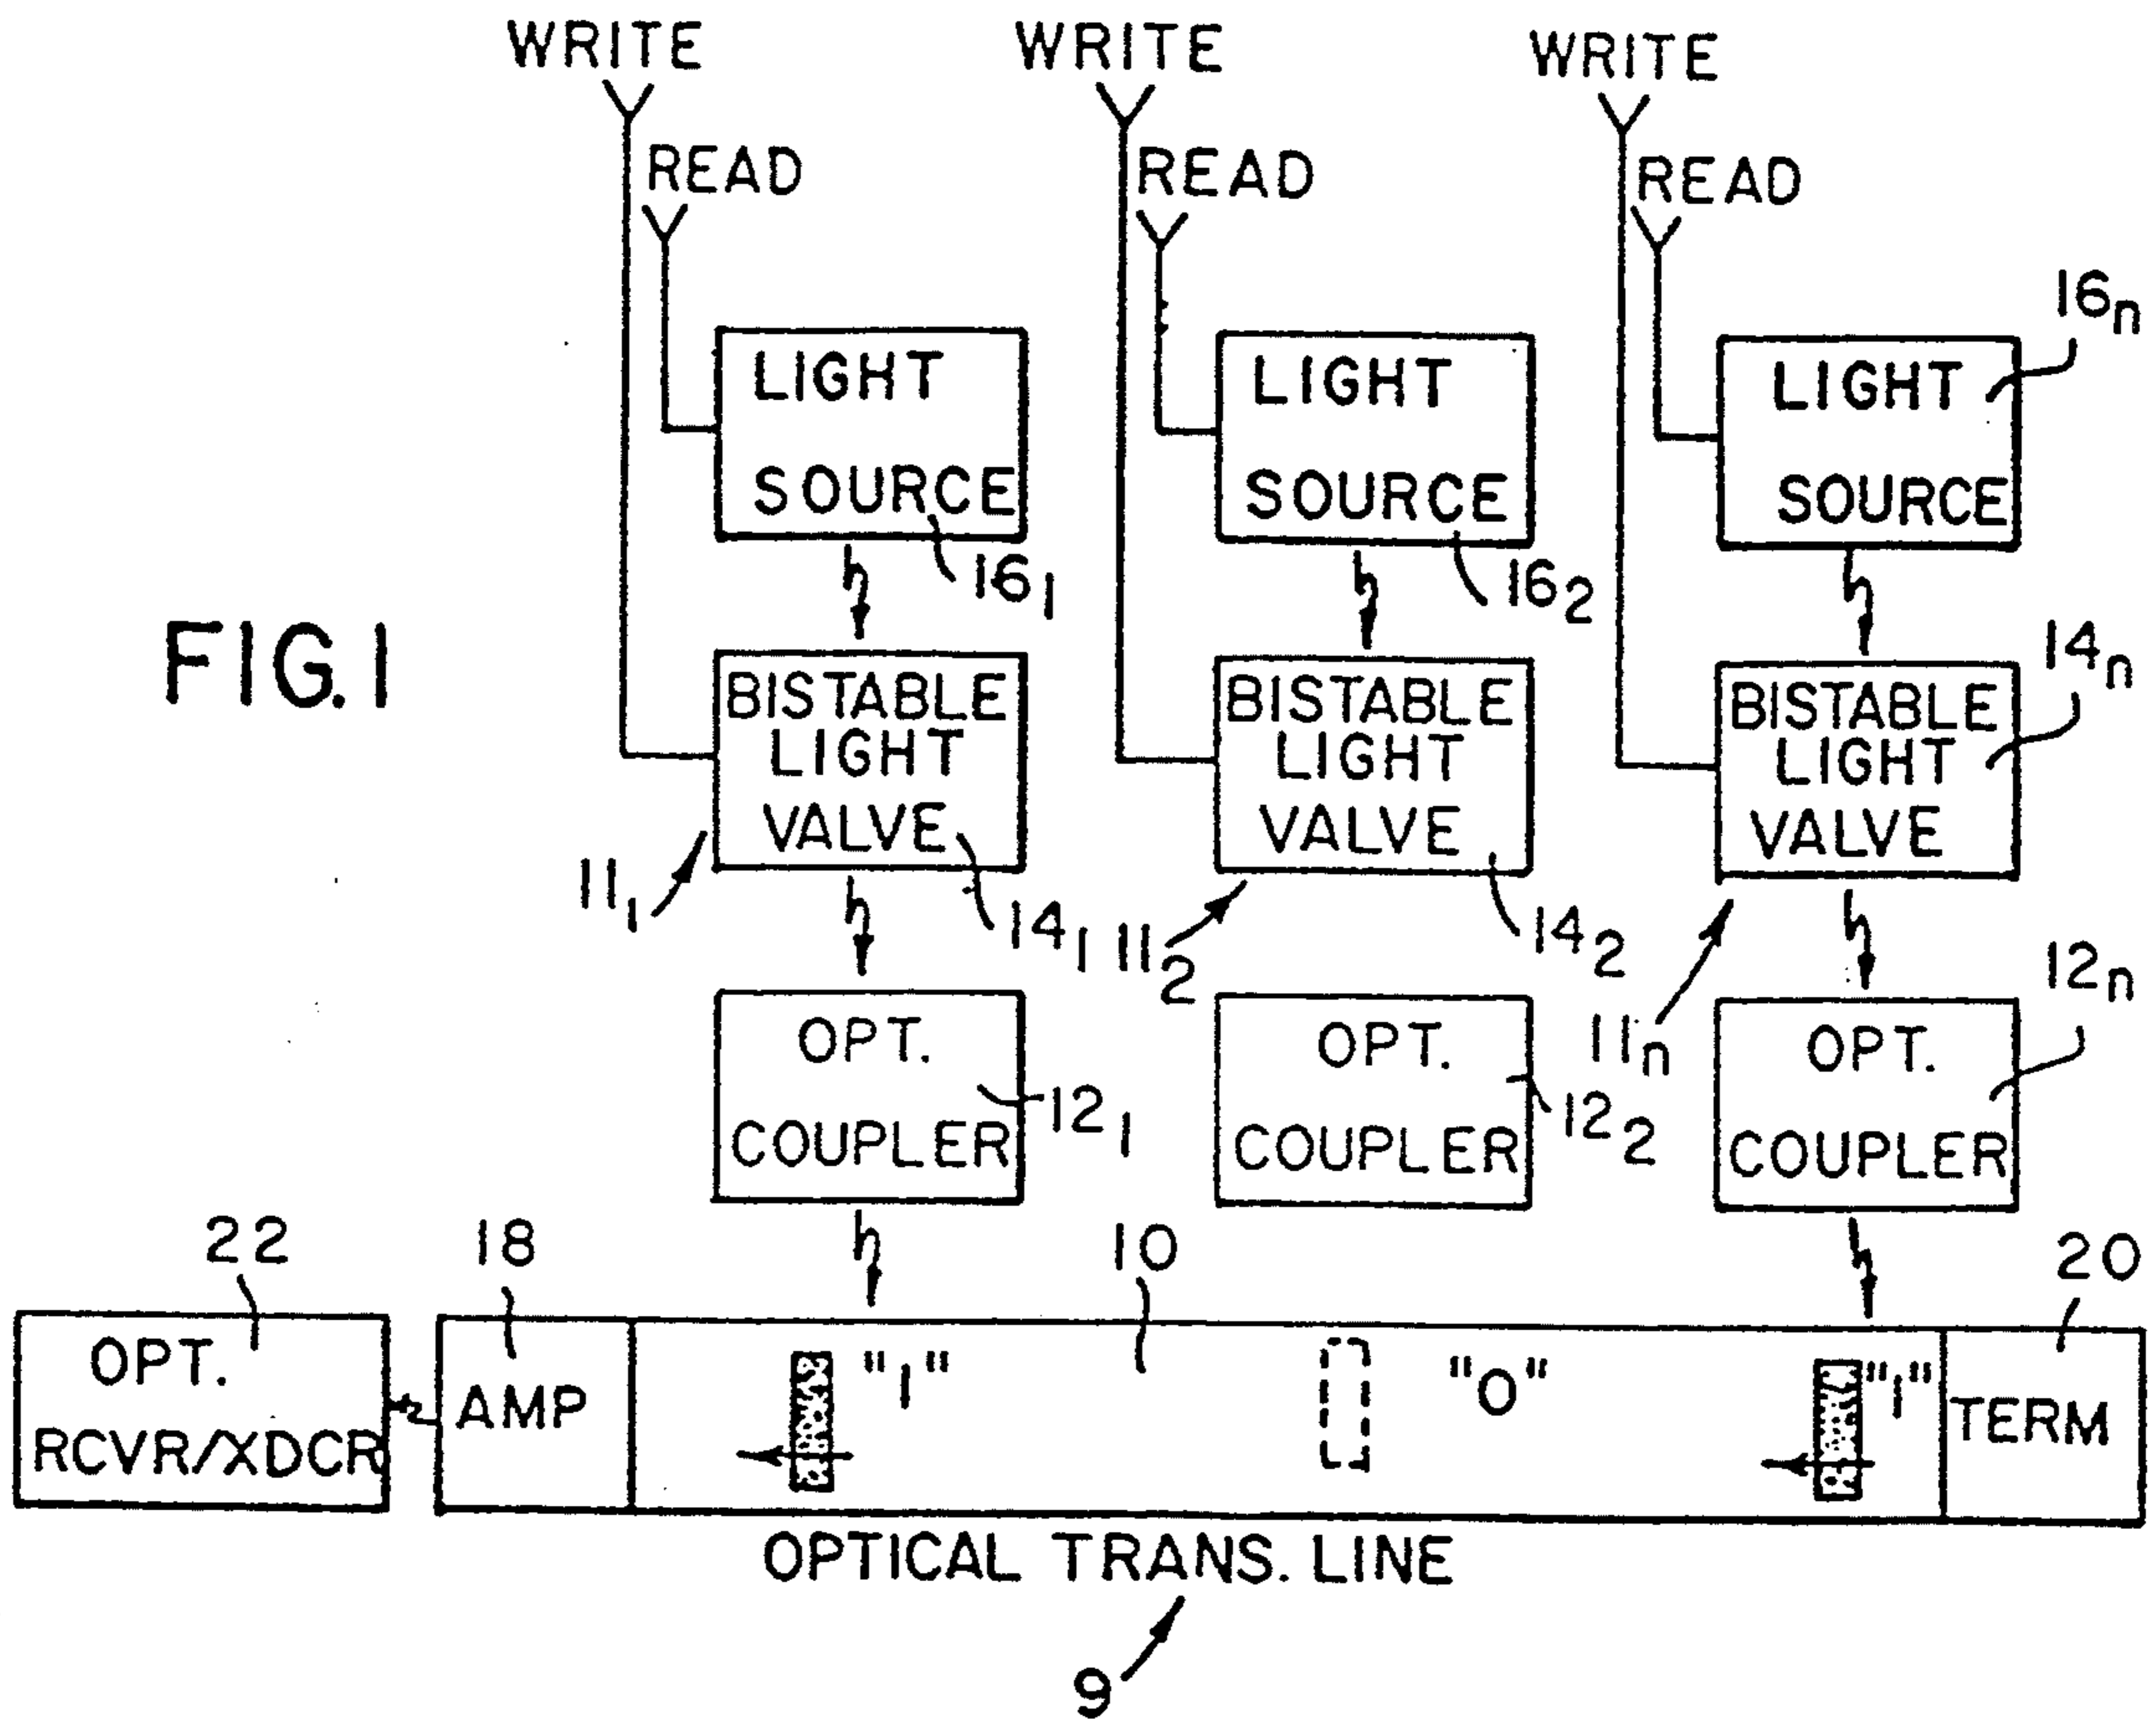 WRITE WRITE WRITE
READ READ READ
16n
LIGHT LIGHT LIGHT
SOURCE SOURCE SOURCE
161 162
FIG.1
14n
BISTABLE BISTABLE BISTABLE
LIGHT LIGHT LIGHT
VALVE VALVE VALVE
111 141 112 142 11n
12n
OPT. OPT. OPT.
COUPLER COUPLER COUPLER
121 122
22 18 10 20
OPT.
RCVR/XDCR
AMP "1" "0" "1" TERM
OPTICAL TRANS. LINE
9